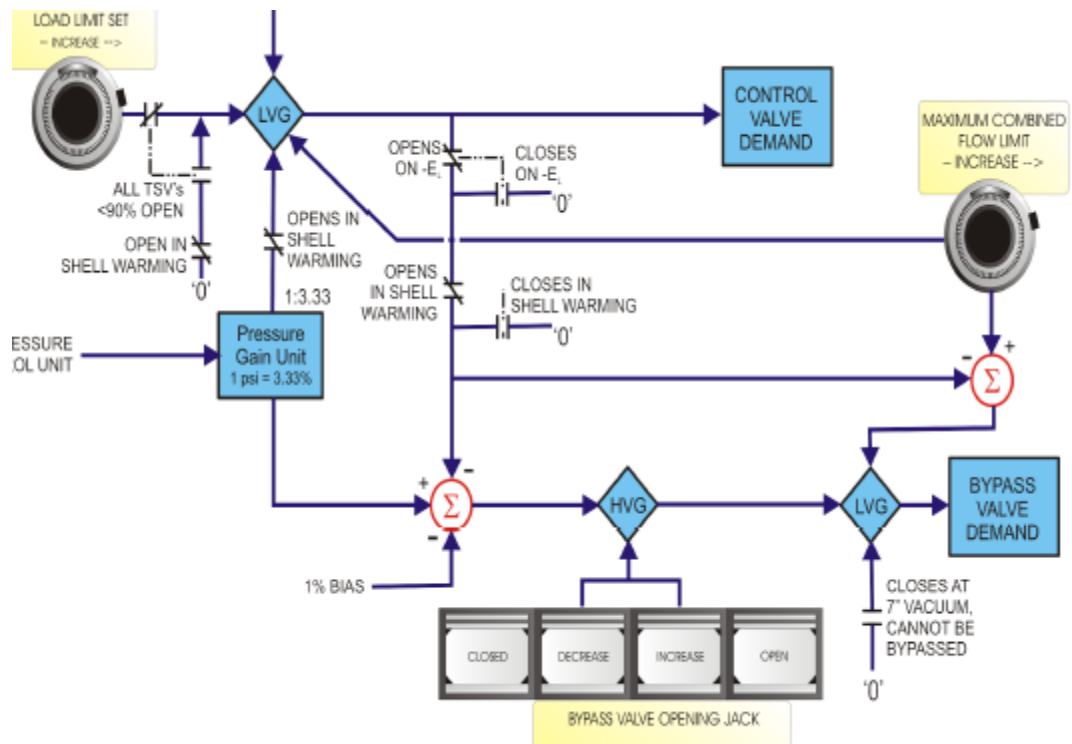 LOAD LIMIT SET
-- INCREASE -->
LVG
CONTROL
VALVE
DEMAND
MAXIMUM COMBINED
FLOW LIMIT
-- INCREASE -->
OPENS
ON -E
CLOSES
ON -E
'0'
ALL TSV's
<90% OPEN
OPENS IN
SHELL
WARMING
OPEN IN
SHELL WARMING
'0'
OPENS
IN SHELL
WARMING
CLOSES IN
SHELL WARMING
'0'
1:3.33
ESSURE
OL UNIT
Pressure
Gain Unit
1 psi = 3.33%
- +
Σ
+ -
Σ
-
HVG
LVG
BYPASS
VALVE
DEMAND
1% BIAS
CLOSES AT
7" VACUUM,
CANNOT BE
BYPASSED
'0'
CLOSED
DECREASE
INCREASE
OPEN
BYPASS VALVE OPENING JACK